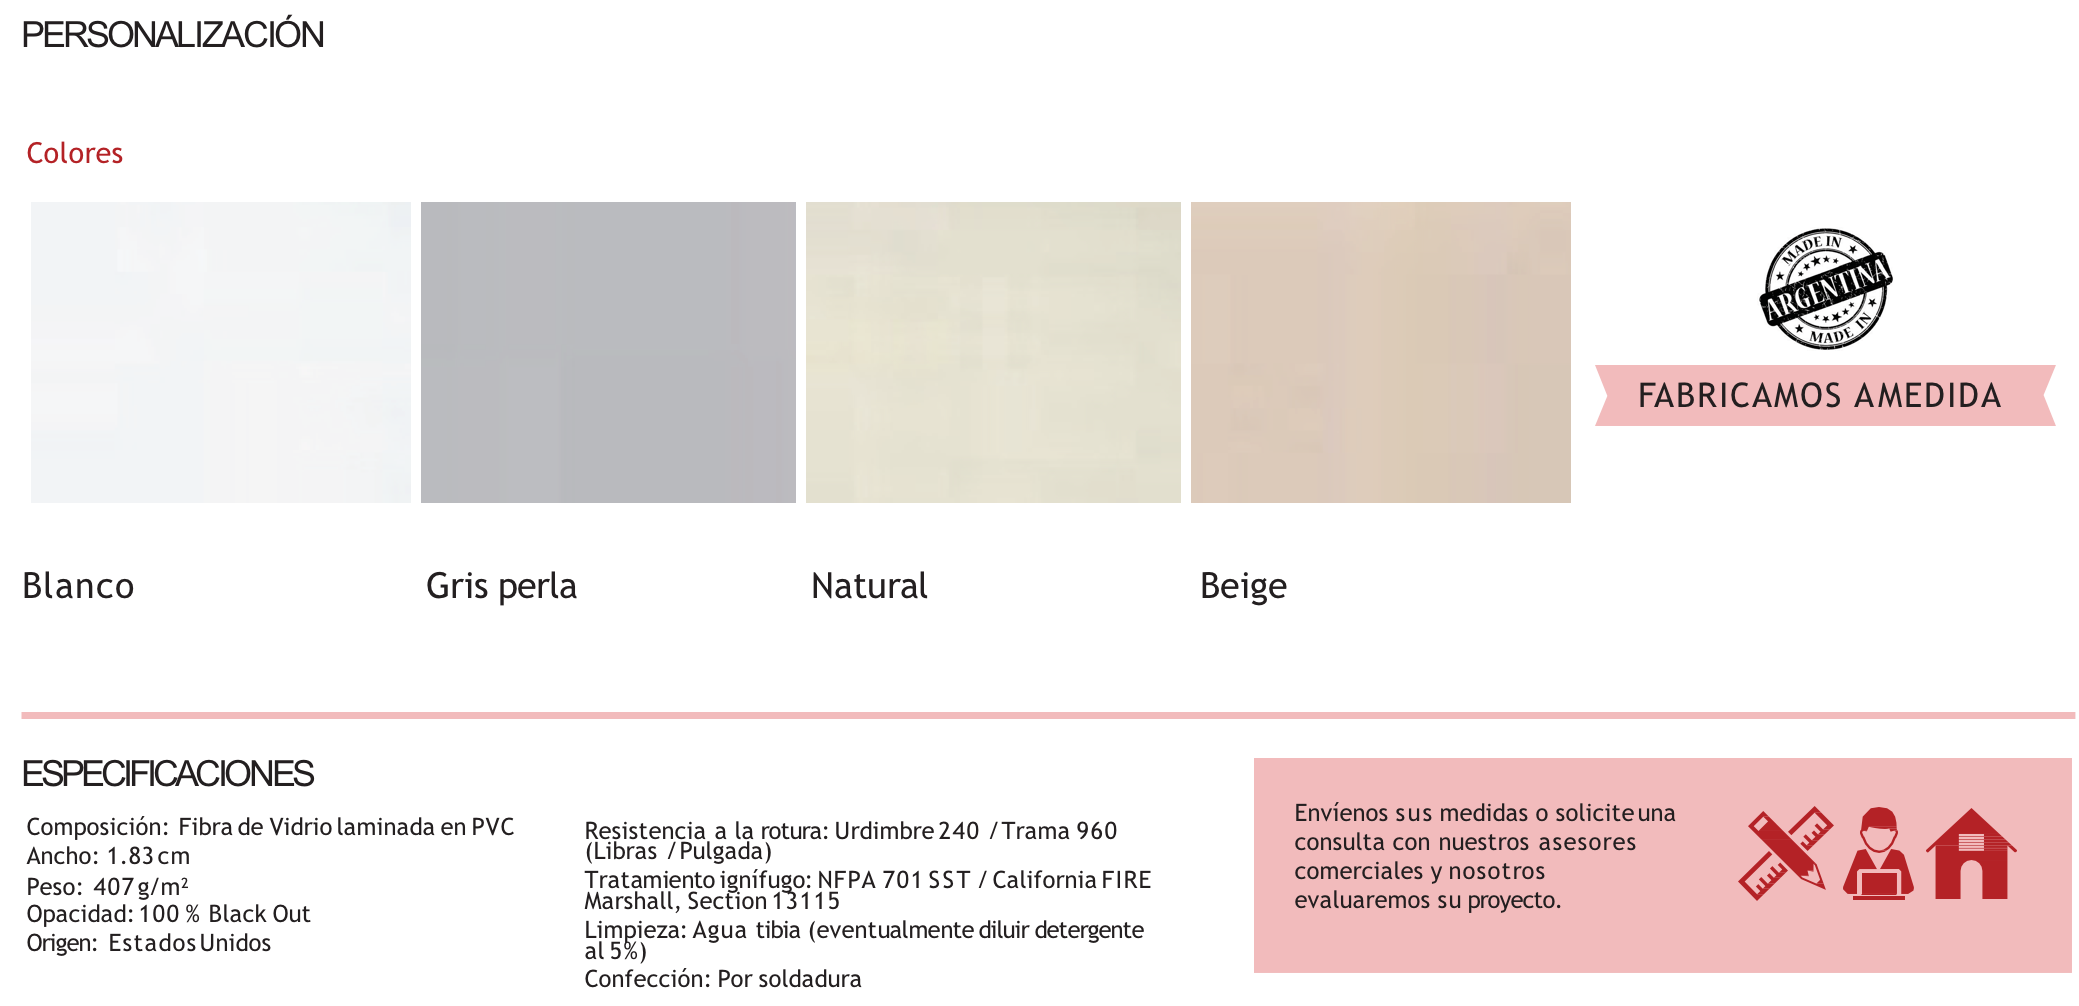 PERSONALIZACIÓN
Colores
MADE IN
ARGENTINA
MADE IN
FABRICAMOS AMEDIDA
Blanco
Gris perla
Natural
Beige
ESPECIFICACIONES
Composición: Fibra de Vidrio laminada en PVC
Ancho: 1.83 cm
Peso: 407 g/m²
Opacidad: 100 % Black Out
Origen: Estados Unidos
Resistencia a la rotura: Urdimbre 240 / Trama 960
(Libras / Pulgada)
Tratamiento ignífugo: NFPA 701 SST / California FIRE
Marshall, Section 13115
Limpieza: Agua tibia (eventualmente diluir detergente
al 5%)
Confección: Por soldadura
Envíenos sus medidas o solicite una
consulta con nuestros asesores
comerciales y nosotros
evaluaremos su proyecto.